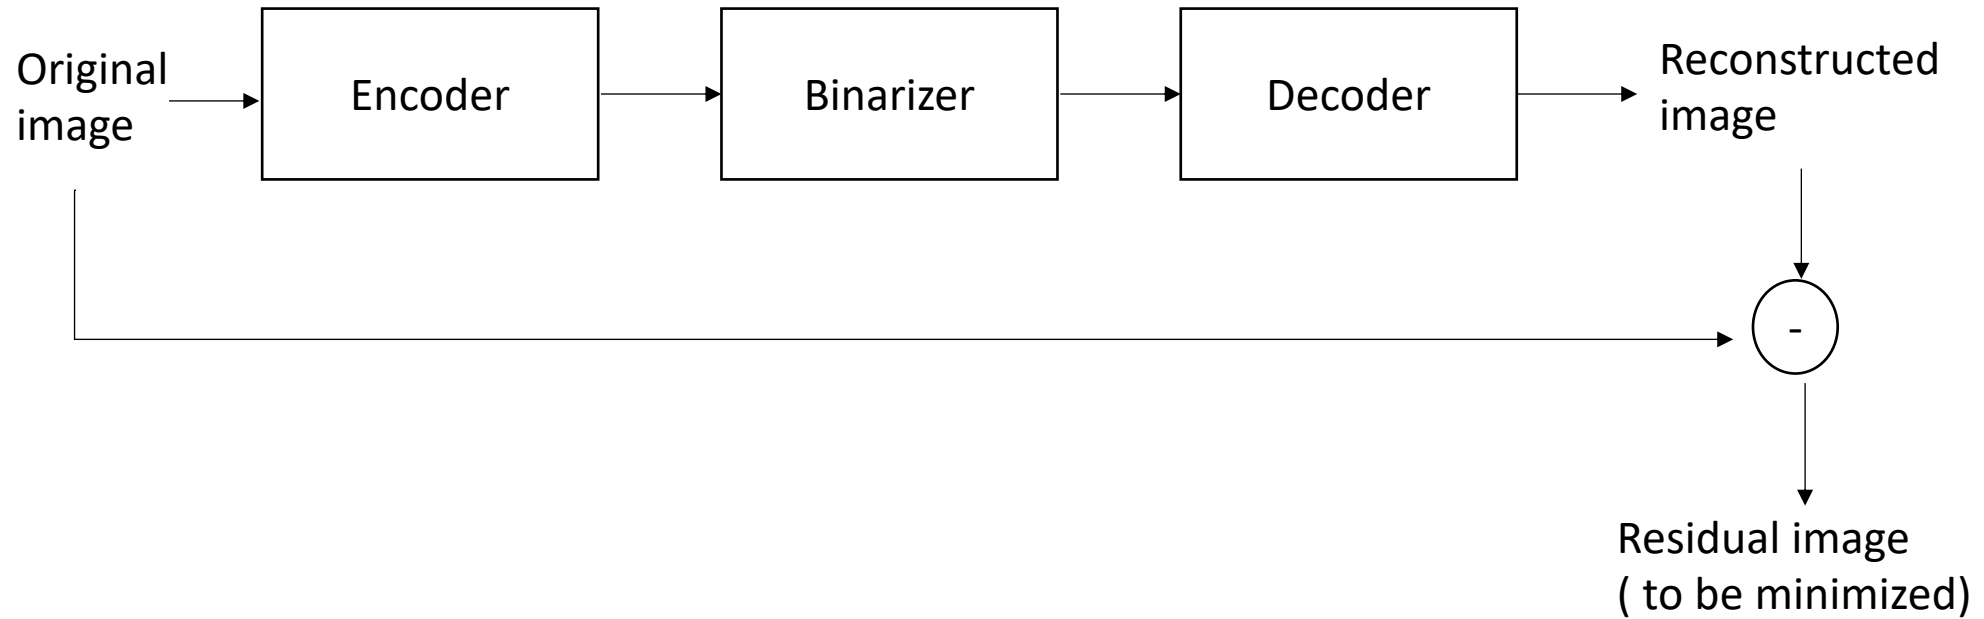 Original
image
Encoder
Binarizer
Decoder
Reconstructed
image
-
Residual image
( to be minimized)